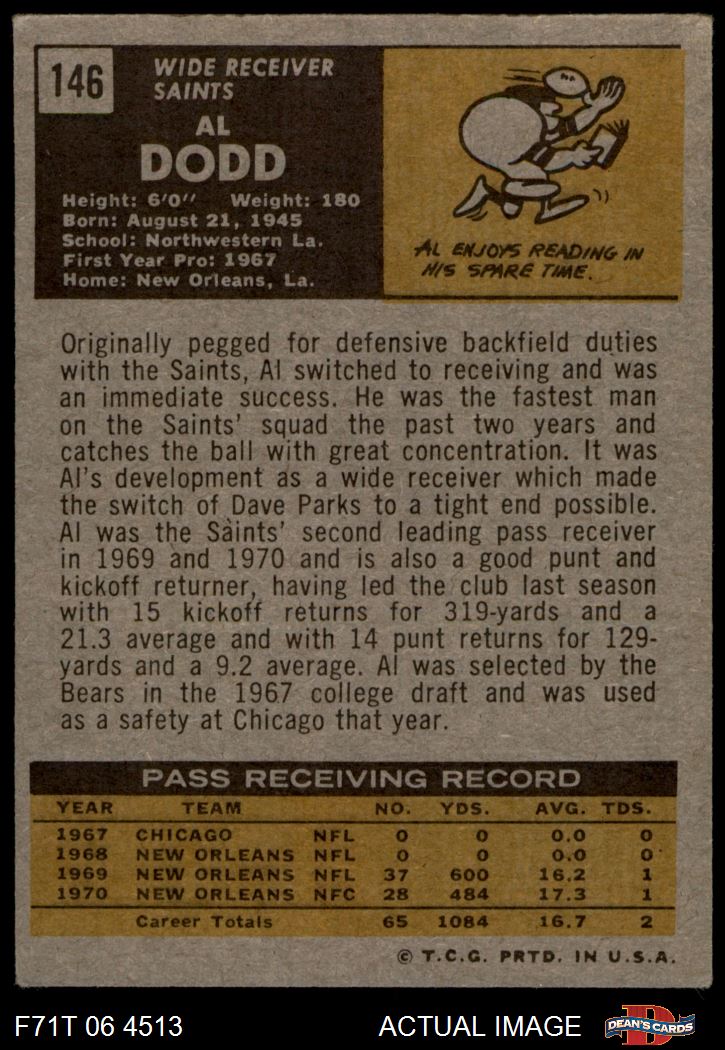 146
WIDE RECEIVER
SAINTS
AL
DODD
Height: 6'0'' Weight: 180
Born: August 21, 1945
School: Northwestern La.
First Year Pro: 1967
Home: New Orleans, La.
AL ENJOYS READING IN
HIS SPARE TIME.
Originally pegged for defensive backfield duties
with the Saints, Al switched to receiving and was
an immediate success. He was the fastest man
on the Saints' squad the past two years and
catches the ball with great concentration. It was
Al's development as a wide receiver which made
the switch of Dave Parks to a tight end possible.
Al was the Saints' second leading pass receiver
in 1969 and 1970 and is also a good punt and
kickoff returner, having led the club last season
with 15 kickoff returns for 319-yards and a
21.3 average and with 14 punt returns for 129-
yards and a 9.2 average. Al was selected by the
Bears in the 1967 college draft and was used
as a safety at Chicago that year.
PASS RECEIVING RECORD
YEAR TEAM NO. YDS. AVG. TDS.
1967 CHICAGO NFL 0 0 0.0 0
1968 NEW ORLEANS NFL 0 0 0.0 0
1969 NEW ORLEANS NFL 37 600 16.2 1
1970 NEW ORLEANS NFC 28 484 17.3 1
Career Totals 65 1084 16.7 2
© T.C.G. PRTD. IN U.S.A.
F71T 06 4513 ACTUAL IMAGE
D
DEAN'S CARDS